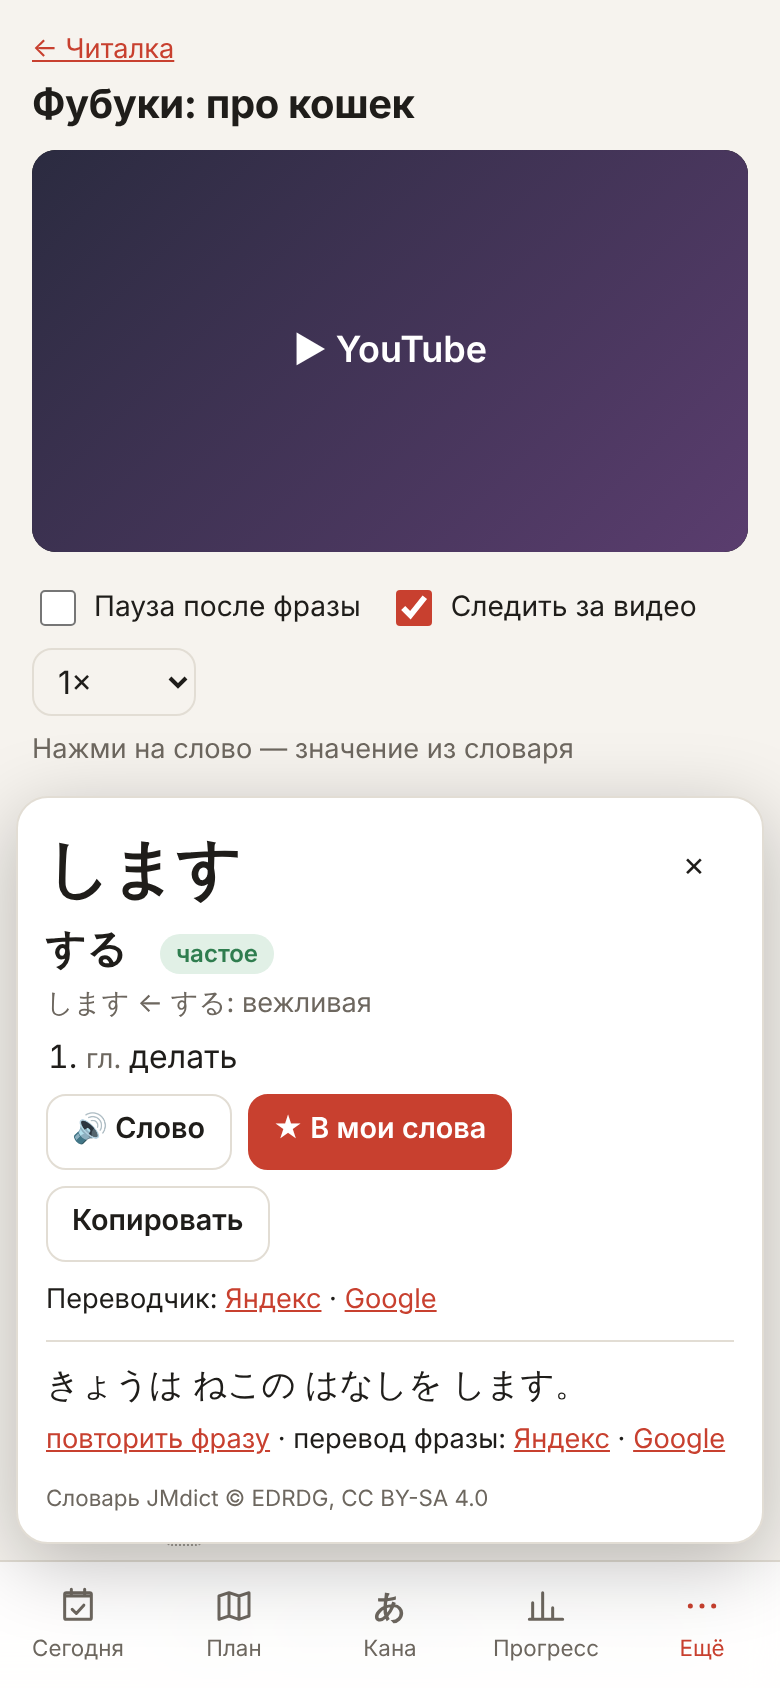 ← Читалка
Фубуки: про кошек
▶ YouTube
Пауза после фразы Следить за видео
1×
Нажми на слово — значение из словаря
します ×
する частое
します ← する: вежливая
1. гл. делать
🔊 Слово ★ В мои слова
Копировать
Переводчик: Яндекс · Google
きょうは ねこの はなしを します。
повторить фразу · перевод фразы: Яндекс · Google
Словарь JMdict © EDRDG, CC BY-SA 4.0
あ
Сегодня План Кана Прогресс Ещё